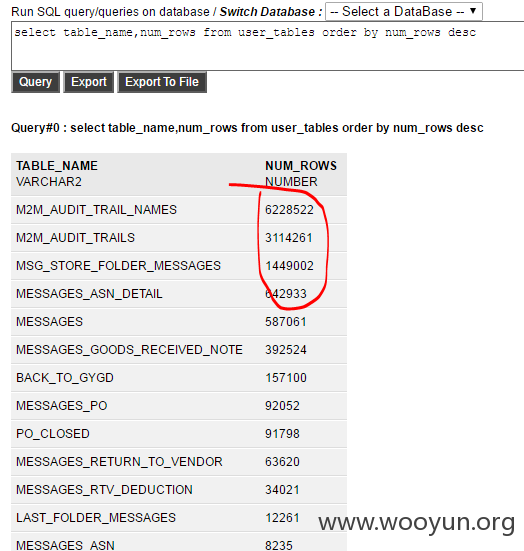 Run SQL query/queries on database / Switch Database : -- Select a DataBase --
select table_name,num_rows from user_tables order by num_rows desc
Query Export Export To File
Query#0 : select table_name,num_rows from user_tables order by num_rows desc
TABLE_NAME NUM_ROWS
VARCHAR2 NUMBER
M2M_AUDIT_TRAIL_NAMES 6228522
M2M_AUDIT_TRAILS 3114261
MSG_STORE_FOLDER_MESSAGES 1449002
MESSAGES_ASN_DETAIL 642933
MESSAGES 587061
MESSAGES_GOODS_RECEIVED_NOTE 392524
BACK_TO_GYGD 157100
MESSAGES_PO 92052
PO_CLOSED 91798
MESSAGES_RETURN_TO_VENDOR 63620
MESSAGES_RTV_DEDUCTION 34021
LAST_FOLDER_MESSAGES 12261
www.wooyun.org
MESSAGES_ASN 8235